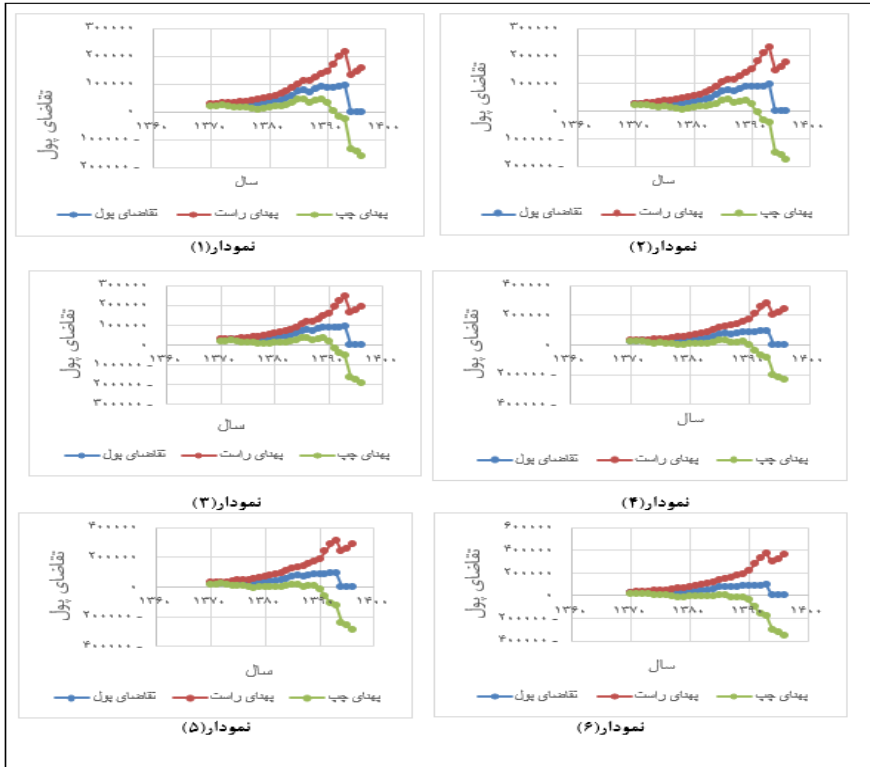 ۳۰۰۰۰۰
۲۰۰۰۰۰
۱۰۰۰۰۰
۰
۱۰۰۰۰۰ -
۲۰۰۰۰۰ -
تقاضای پول
۱۳۶۰ ۱۳۷۰ ۱۳۸۰ ۱۳۹۰ ۱۴۰۰
سال
تقاضای پول پهنای راست پهنای چپ
نمودار(۱)
۳۰۰۰۰۰
۲۰۰۰۰۰
۱۰۰۰۰۰
۰
۱۰۰۰۰۰ -
۲۰۰۰۰۰ -
تقاضای پول
۱۳۶۰ ۱۳۷۰ ۱۳۸۰ ۱۳۹۰ ۱۴۰۰
سال
تقاضای پول پهنای راست پهنای چپ
نمودار(۲)
۳۰۰۰۰۰
۲۰۰۰۰۰
۱۰۰۰۰۰
۰
۱۰۰۰۰۰ -
۲۰۰۰۰۰ -
۳۰۰۰۰۰ -
تقاضای پول
۱۳۶۰ ۱۳۷۰ ۱۳۸۰ ۱۳۹۰ ۱۴۰۰
سال
تقاضای پول پهنای راست پهنای چپ
نمودار(۳)
۴۰۰۰۰۰
۲۰۰۰۰۰
۰
۲۰۰۰۰۰ -
۴۰۰۰۰۰ -
تقاضای پول
۱۳۶۰ ۱۳۷۰ ۱۳۸۰ ۱۳۹۰ ۱۴۰۰
سال
تقاضای پول پهنای راست پهنای چپ
نمودار(۴)
۴۰۰۰۰۰
۲۰۰۰۰۰
۰
۲۰۰۰۰۰ -
۴۰۰۰۰۰ -
تقاضای پول
۱۳۶۰ ۱۳۷۰ ۱۳۸۰ ۱۳۹۰ ۱۴۰۰
سال
تقاضای پول پهنای راست پهنای چپ
نمودار(۵)
۶۰۰۰۰۰
۴۰۰۰۰۰
۲۰۰۰۰۰
۰
۲۰۰۰۰۰ -
۴۰۰۰۰۰ -
تقاضای پول
۱۳۶۰ ۱۳۷۰ ۱۳۸۰ ۱۳۹۰ ۱۴۰۰
سال
تقاضای پول پهنای راست پهنای چپ
نمودار(۶)